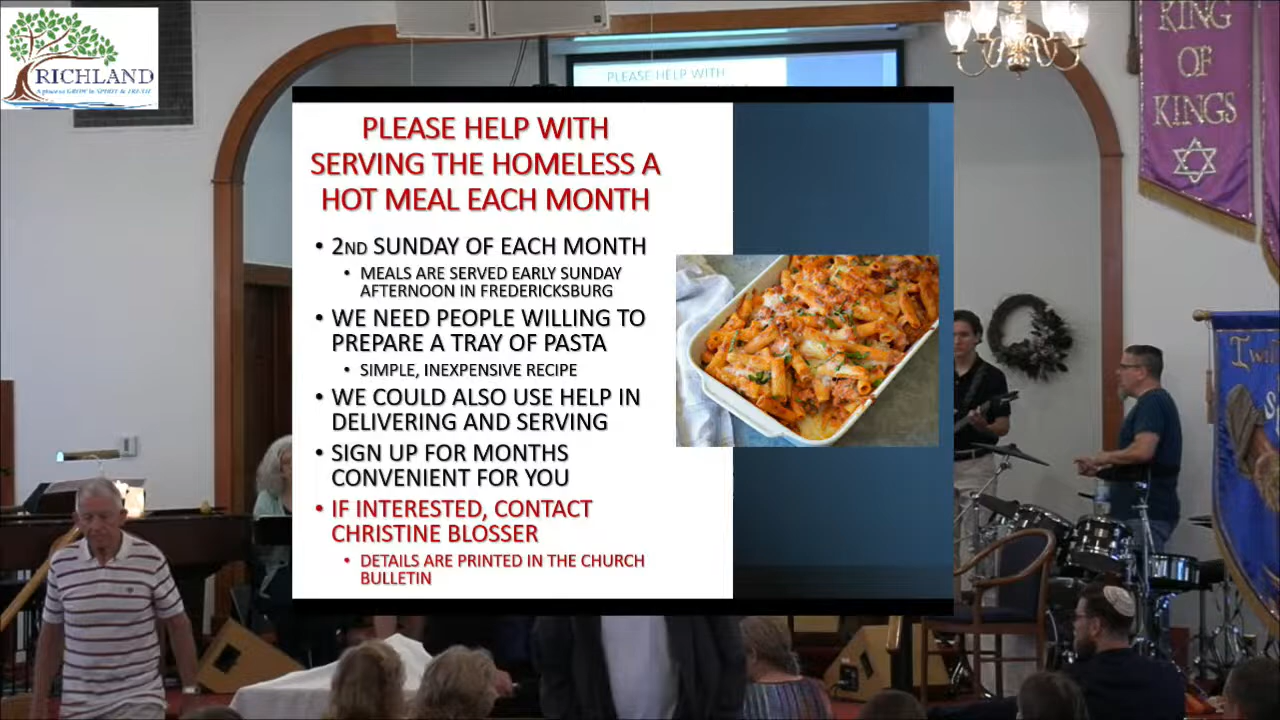 RICHLAND
PLEASE HELP WITH
KING
OF
KINGS
PLEASE HELP WITH
SERVING THE HOMELESS A
HOT MEAL EACH MONTH
• 2ND SUNDAY OF EACH MONTH
• MEALS ARE SERVED EARLY SUNDAY
AFTERNOON IN FREDERICKSBURG
• WE NEED PEOPLE WILLING TO
PREPARE A TRAY OF PASTA
• SIMPLE, INEXPENSIVE RECIPE
• WE COULD ALSO USE HELP IN
DELIVERING AND SERVING
• SIGN UP FOR MONTHS
CONVENIENT FOR YOU
• IF INTERESTED, CONTACT
CHRISTINE BLOSSER
• DETAILS ARE PRINTED IN THE CHURCH
BULLETIN